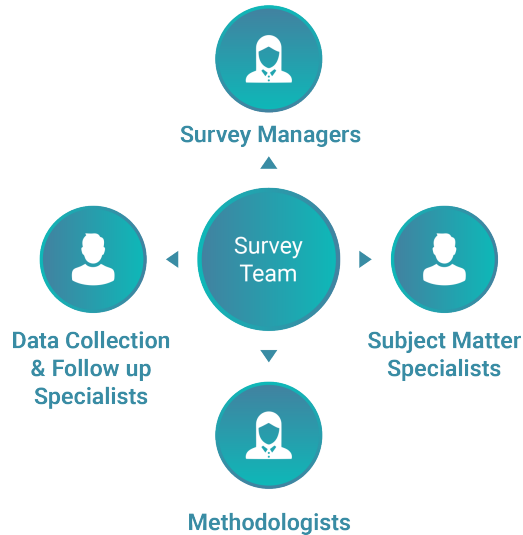 Survey Managers
Survey
Team
Data Collection
& Follow up
Specialists
Subject Matter
Specialists
Methodologists